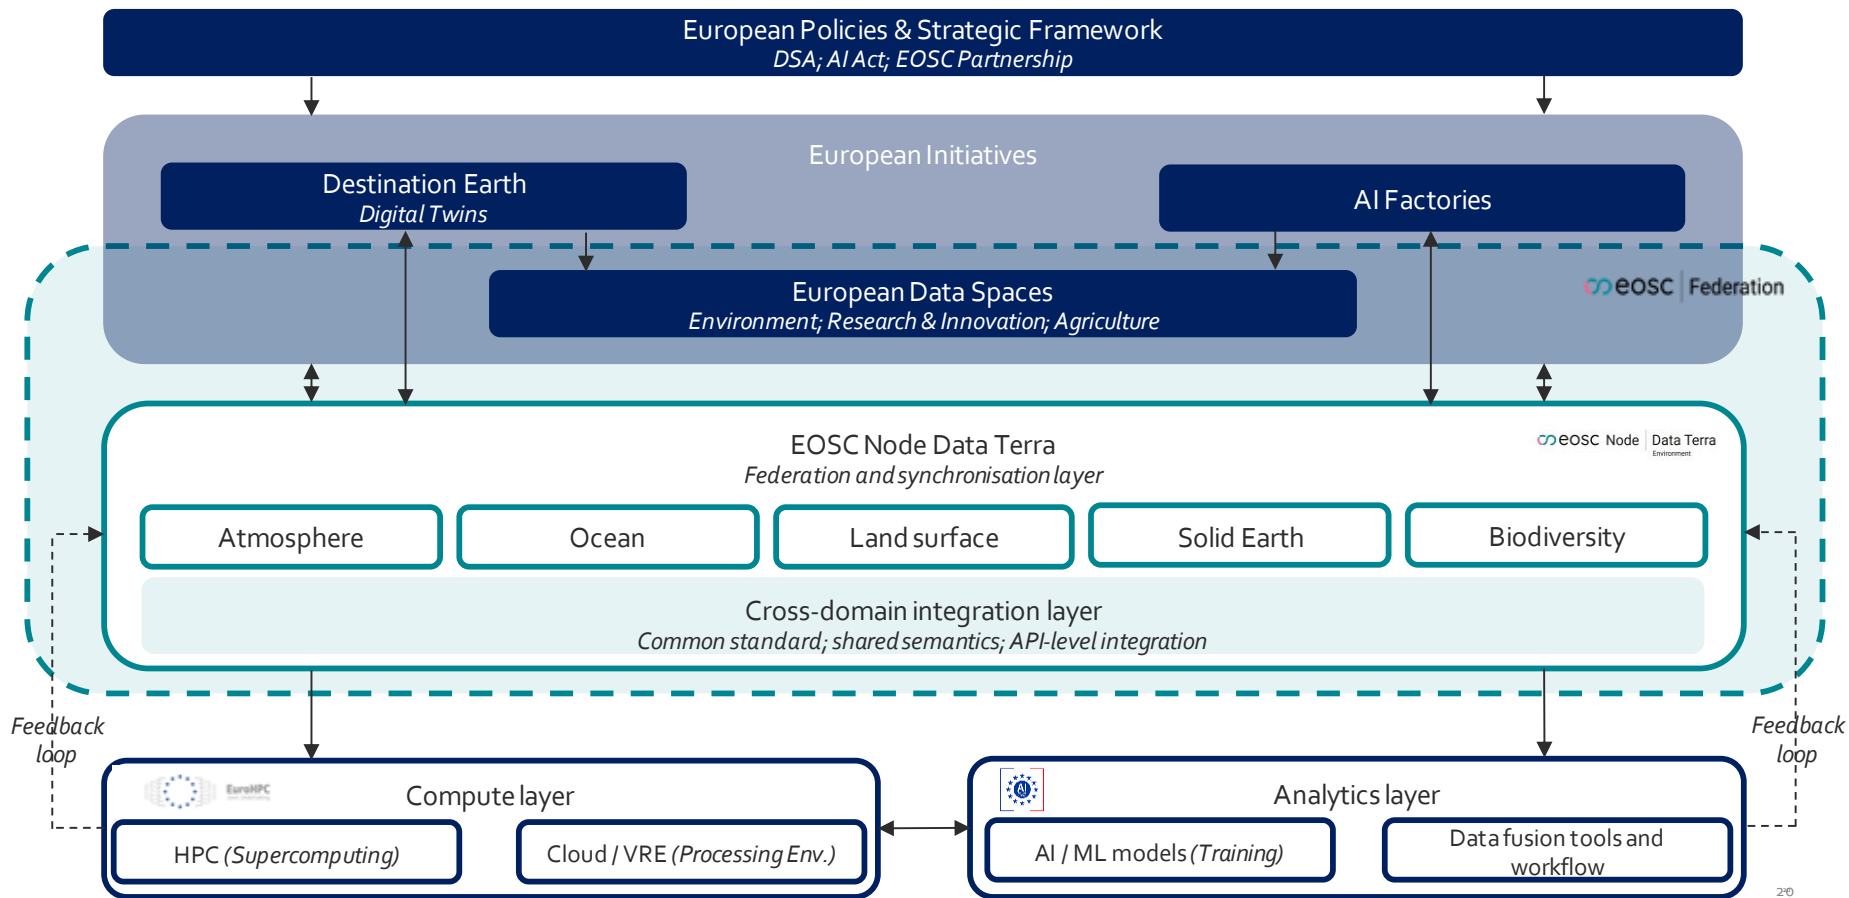 European Policies & Strategic Framework
DSA; AI Act; EOSC Partnership
European Initiatives
Destination Earth
Digital Twins
AI Factories
European Data Spaces
Environment; Research & Innovation; Agriculture
eosc Federation
EOSC Node Data Terra
Federation and synchronisation layer
eosc Node Data Terra
Environment
Atmosphere
Ocean
Land surface
Solid Earth
Biodiversity
Cross-domain integration layer
Common standard; shared semantics; API-level integration
Feedback
loop
Feedback
loop
EuroHPC
Compute layer
HPC (Supercomputing)
Cloud / VRE (Processing Env.)
AI
Analytics layer
AI / ML models (Training)
Data fusion tools and
workflow